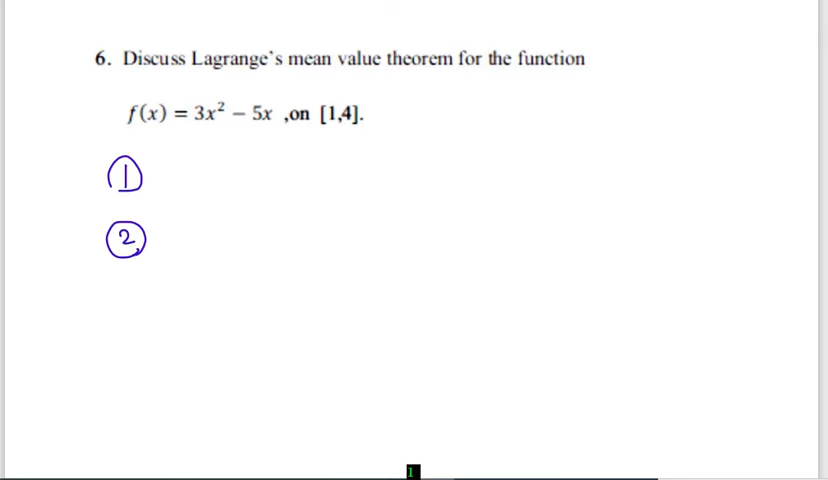 6. Discuss Lagrange's mean value theorem for the function
f(x) = 3x² − 5x ,on [1,4].
①
②
1